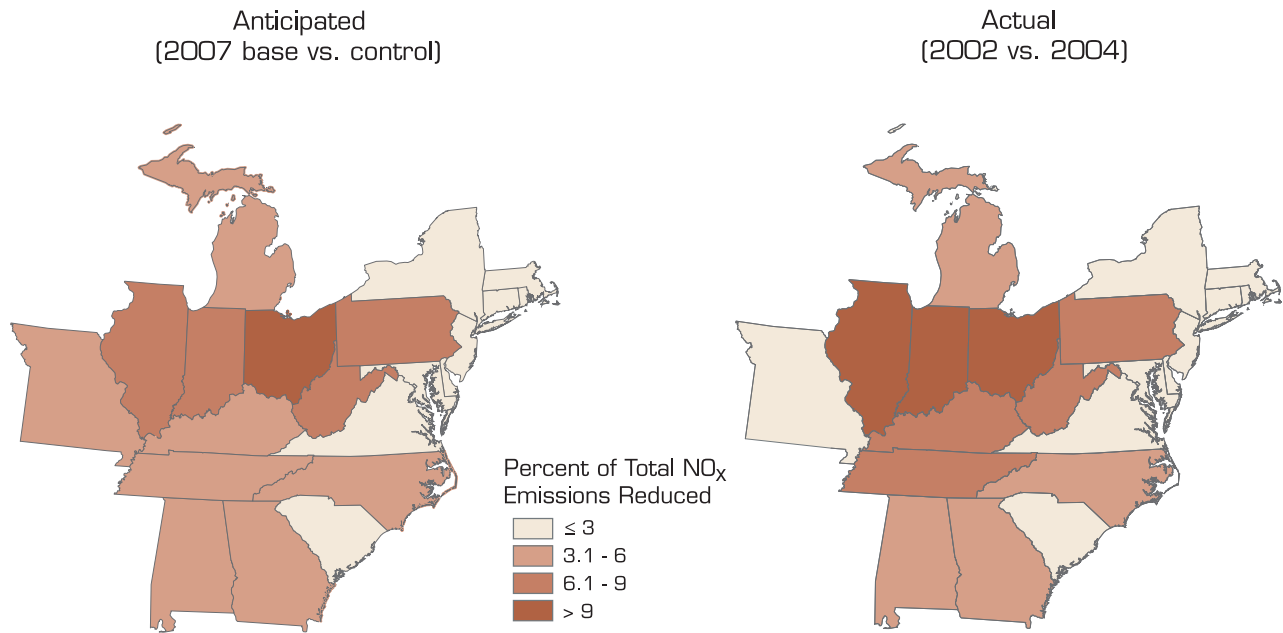 Anticipated
(2007 base vs. control)
Actual
(2002 vs. 2004)
Percent of Total NOX
Emissions Reduced
≤ 3
3.1 - 6
6.1 - 9
> 9